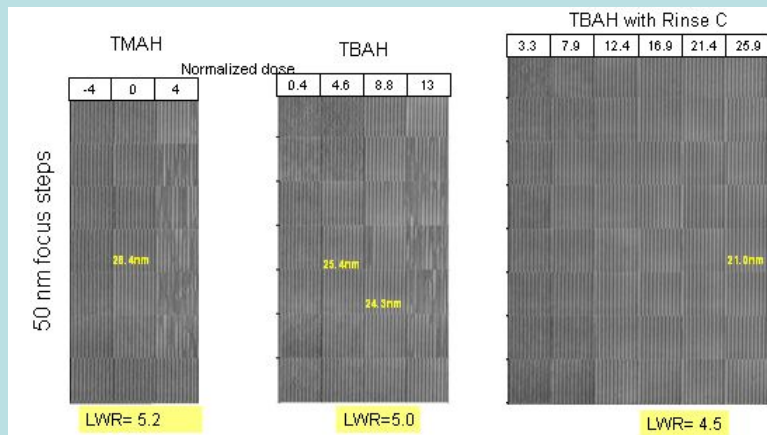 TMAH
TBAH
TBAH with Rinse C
Normalized dose
-4 0 4
0.4 4.6 8.8 13
3.3 7.9 12.4 16.9 21.4 25.9
50 nm focus steps
26.4nm
25.4nm
24.3nm
21.0nm
LWR= 5.2
LWR=5.0
LWR= 4.5